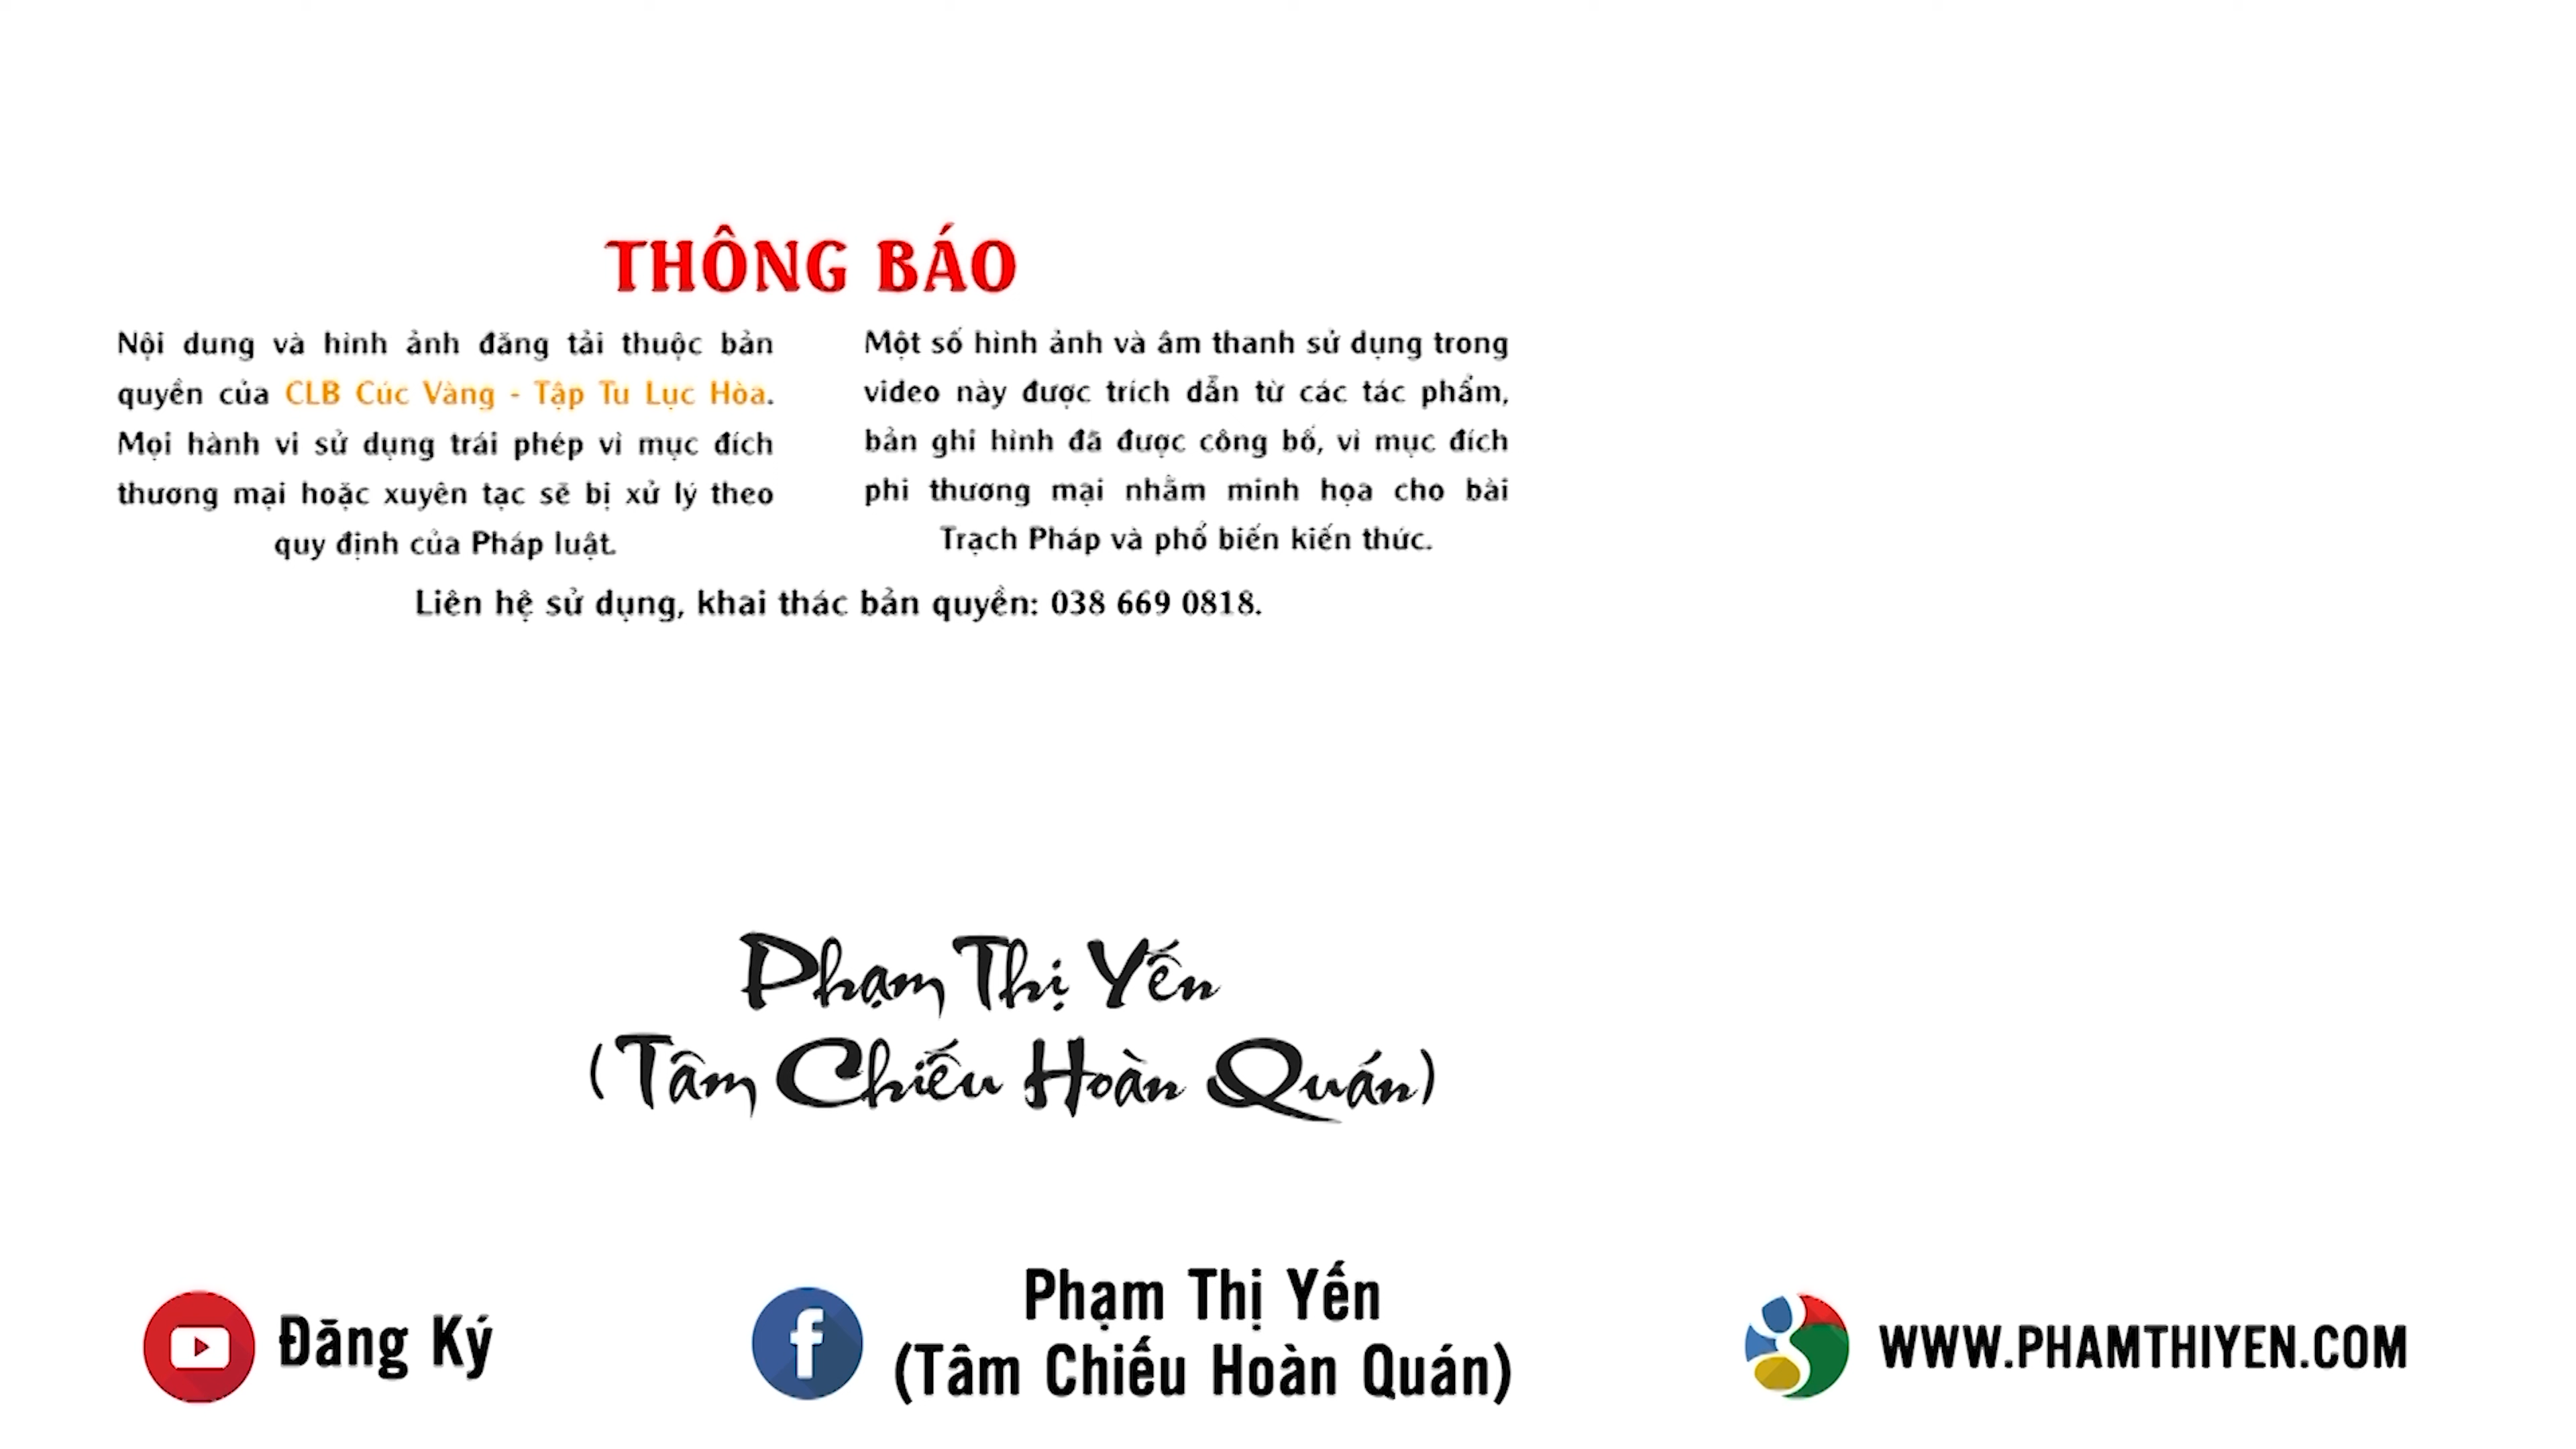 THÔNG BÁO
Nội dung và hình ảnh đăng tải thuộc bản
quyền của CLB Cúc Vàng - Tập Tu Lục Hòa.
Mọi hành vi sử dụng trái phép vì mục đích
thương mại hoặc xuyên tạc sẽ bị xử lý theo
quy định của Pháp luật.
Một số hình ảnh và âm thanh sử dụng trong
video này được trích dẫn từ các tác phẩm,
bản ghi hình đã được công bố, vì mục đích
phi thương mại nhằm minh họa cho bài
Trạch Pháp và phổ biến kiến thức.
Liên hệ sử dụng, khai thác bản quyền: 038 669 0818.
Phạm Thị Yến
(Tâm Chiếu Hoàn Quán)
Đăng Ký
Phạm Thị Yến
(Tâm Chiếu Hoàn Quán)
WWW.PHAMTHIYEN.COM